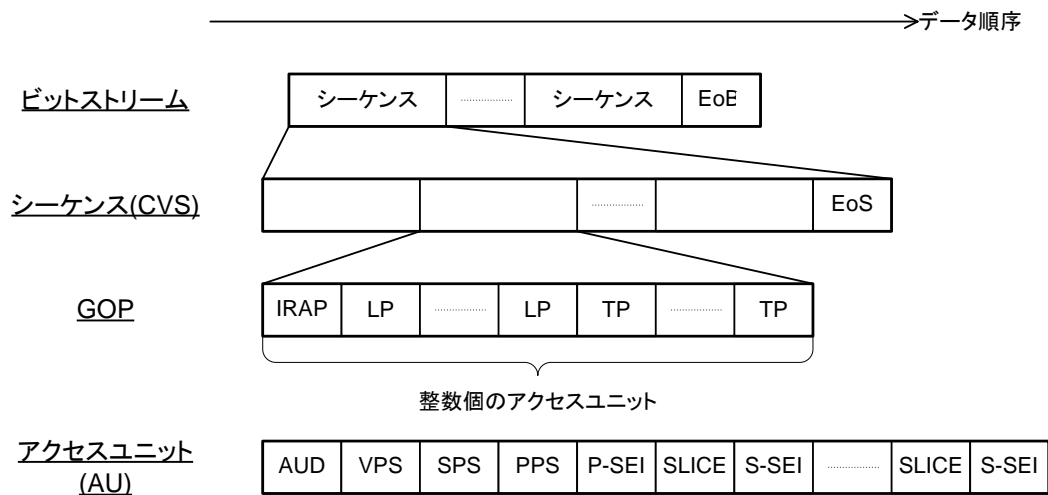 データ順序
ビットストリーム
シーケンス
シーケンス
EoB
シーケンス(CVS)
EoS
GOP
IRAP
LP
LP
TP
TP
整数個のアクセスユニット
アクセスユニット
(AU)
AUD
VPS
SPS
PPS
P-SEI
SLICE
S-SEI
SLICE
S-SEI